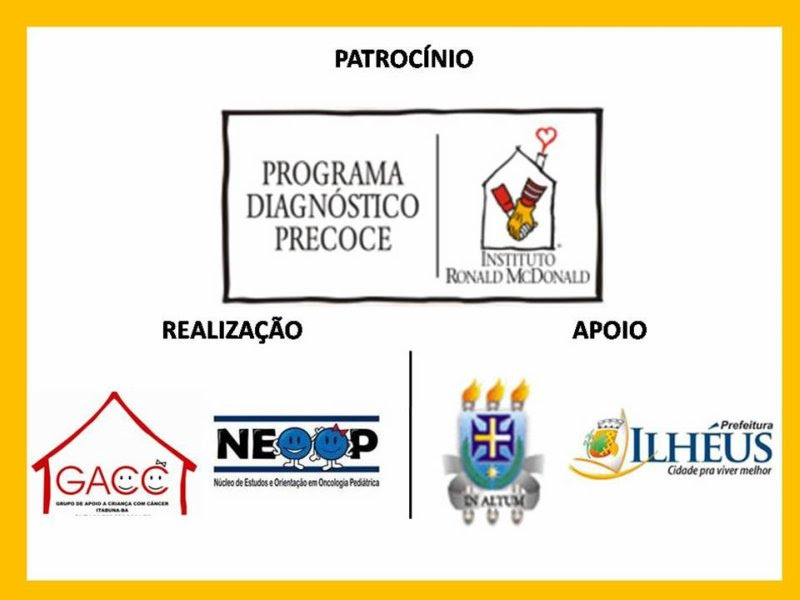 PATROCÍNIO
PROGRAMA
DIAGNÓSTICO
PRECOCE
INSTITUTO
RONALD MCDONALD
REALIZAÇÃO
APOIO
GACC
GRUPO DE APOIO A CRIANÇA COM CÂNCER
ITABUNA-BA
NEOOP
Núcleo de Estudos e Orientação em Oncologia Pediátrica
IN ALTUM
Prefeitura
ILHÉUS
Cidade pra viver melhor